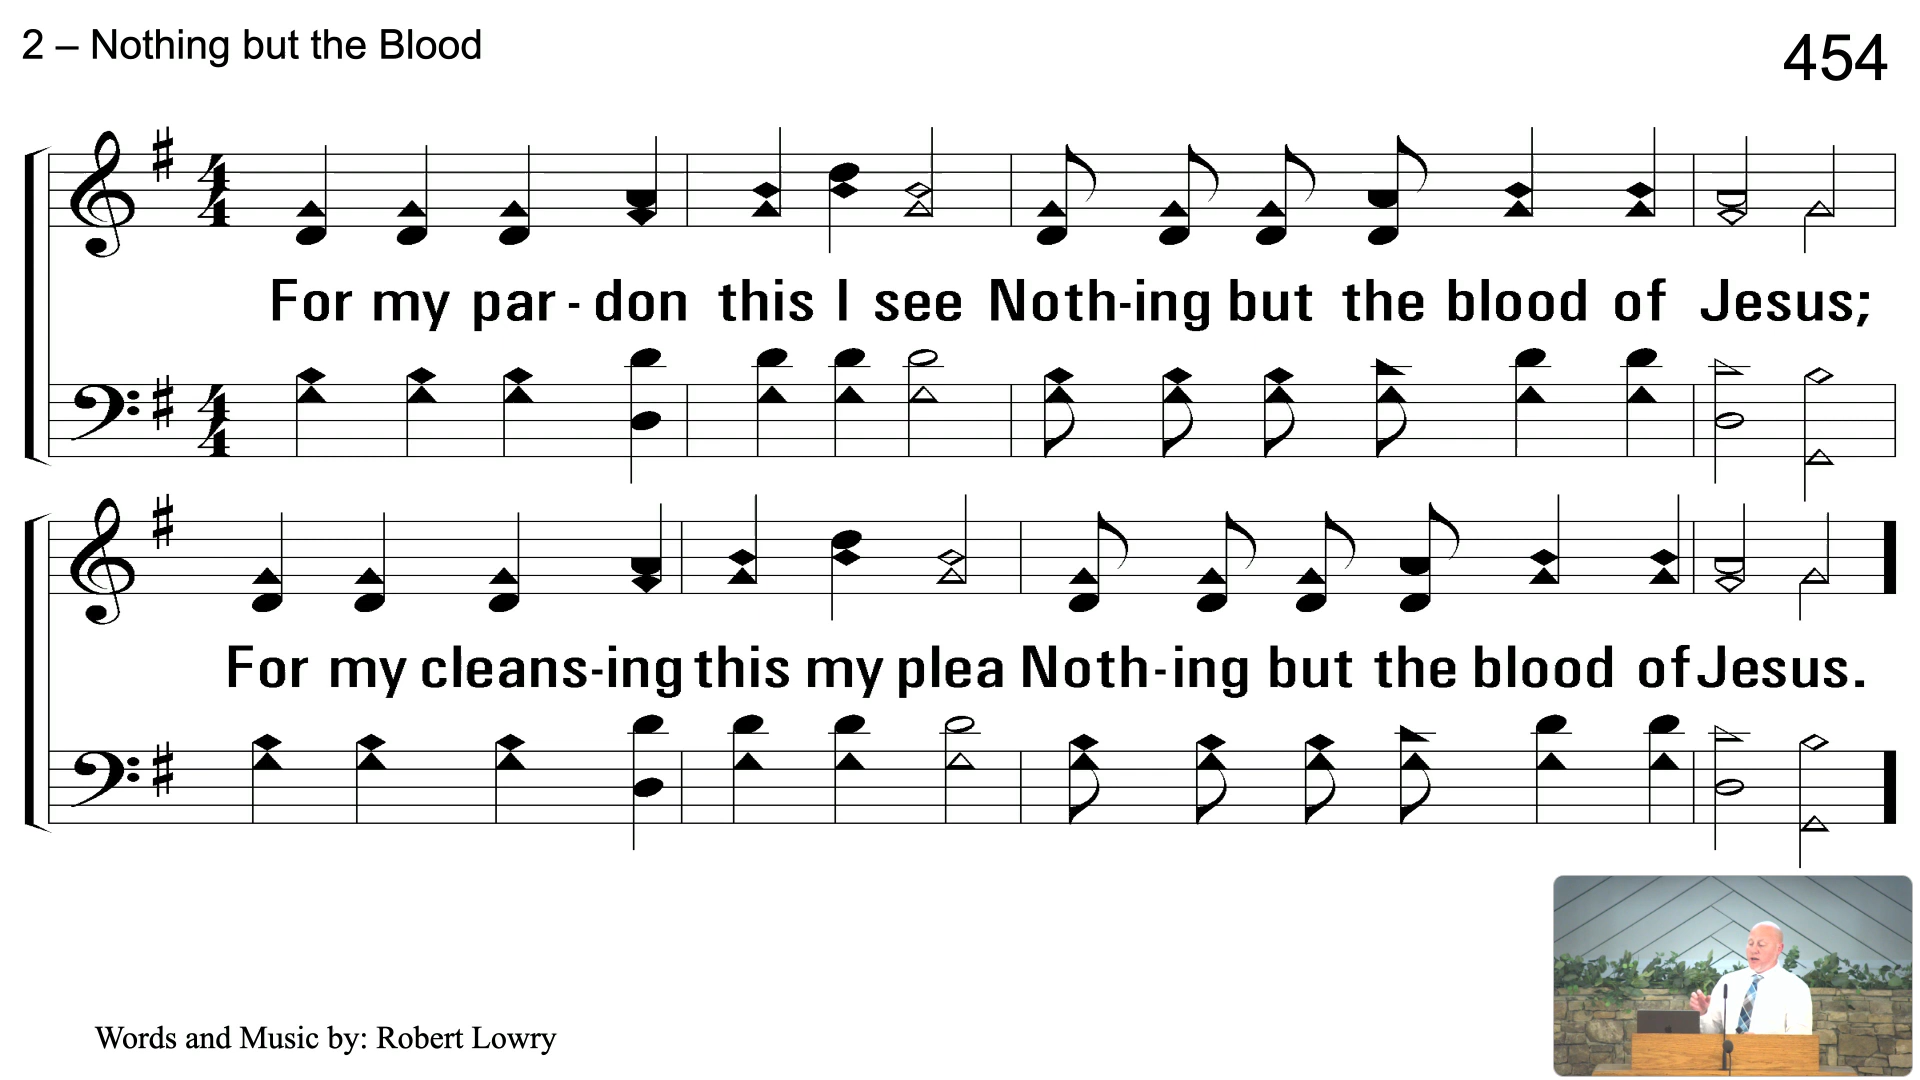 2 – Nothing but the Blood
454
For my par - don this I see Noth-ing but the blood of Jesus;
For my cleans-ing this my plea Noth-ing but the blood of Jesus.
Words and Music by: Robert Lowry